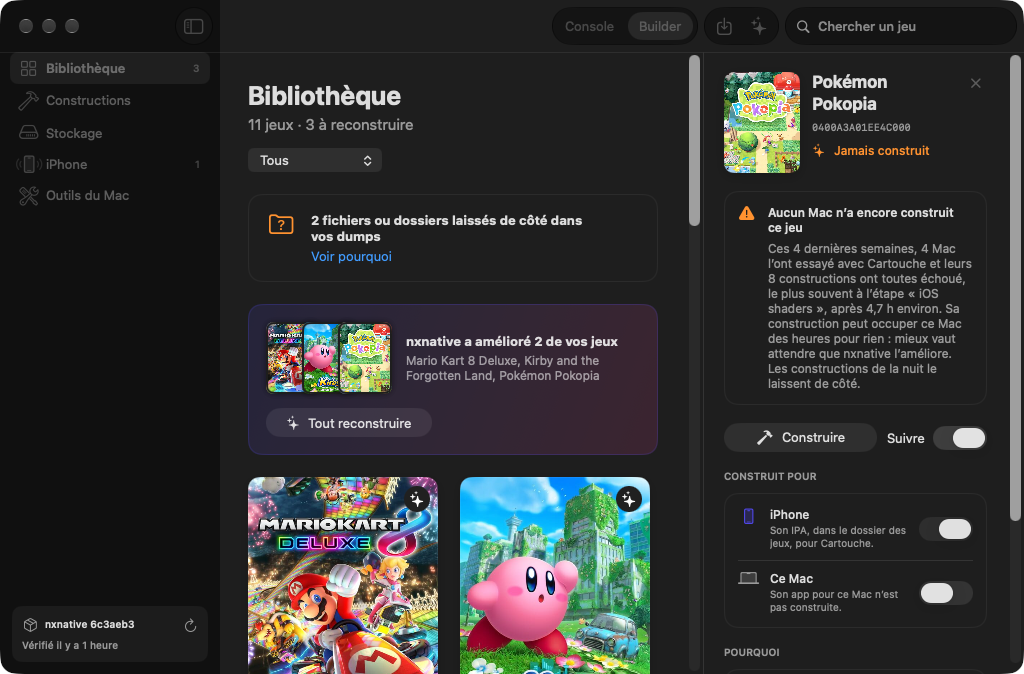 Console
Builder
Chercher un jeu
Bibliothèque
3
Constructions
Stockage
iPhone
1
Outils du Mac
nxnative 6c3aeb3
Vérifié il y a 1 heure
Bibliothèque
11 jeux · 3 à reconstruire
Tous
2 fichiers ou dossiers laissés de côté dans
vos dumps
Voir pourquoi
nxnative a amélioré 2 de vos jeux
Mario Kart 8 Deluxe, Kirby and the
Forgotten Land, Pokémon Pokopia
Tout reconstruire
MARIOKART 8
DELUXE
Pokémon
Pokopia
0400A3A01EE4C000
Jamais construit
Aucun Mac n’a encore construit
ce jeu
Ces 4 dernières semaines, 4 Mac
l’ont essayé avec Cartouche et leurs
8 constructions ont toutes échoué,
le plus souvent à l’étape « iOS
shaders », après 4,7 h environ. Sa
construction peut occuper ce Mac
des heures pour rien : mieux vaut
attendre que nxnative l’améliore.
Les constructions de la nuit le
laissent de côté.
Construire
Suivre
CONSTRUIT POUR
iPhone
Son IPA, dans le dossier des
jeux, pour Cartouche.
Ce Mac
Son app pour ce Mac n’est
pas construite.
POURQUOI